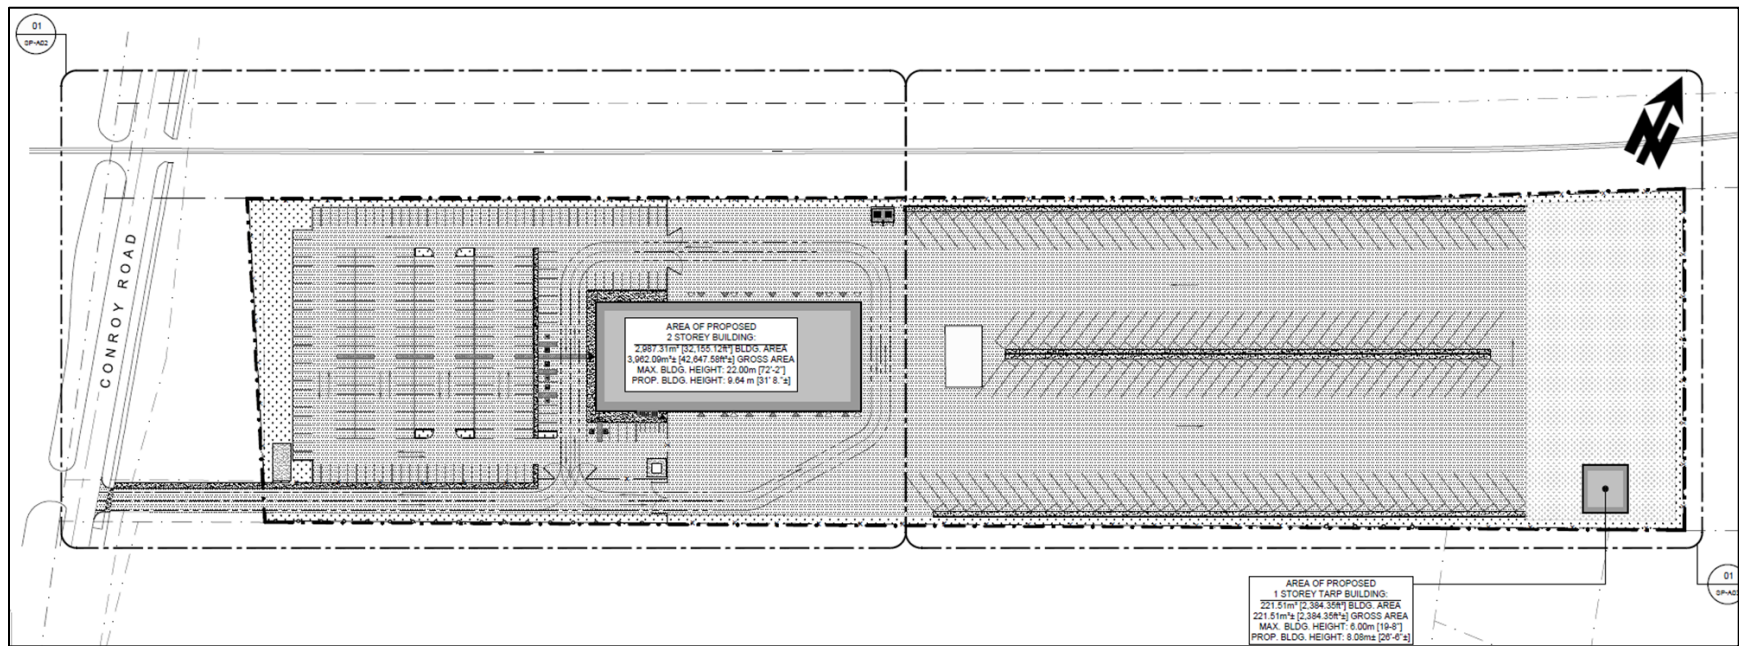 01
SP-A02
N
CONROY ROAD
AREA OF PROPOSED
2 STOREY BUILDING:
2,987.31m² [32,155.12ft²] BLDG. AREA
3,962.09m²± [42,647.58ft²±] GROSS AREA
MAX. BLDG. HEIGHT: 22.00m [72'-2"]
PROP. BLDG. HEIGHT: 9.64 m [31' 8."±]
AREA OF PROPOSED
1 STOREY TARP BUILDING:
221.51m² [2,384.35ft²] BLDG. AREA
221.51m²± [2,384.35ft²±] GROSS AREA
MAX. BLDG. HEIGHT: 6.00m [19-8"]
PROP. BLDG. HEIGHT: 8.08m± [26'-6"±]
01